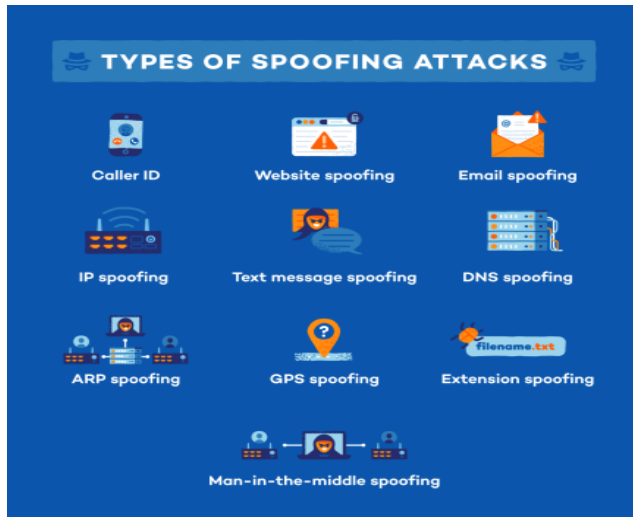 TYPES OF SPOOFING ATTACKS
Caller ID
Website spoofing
Email spoofing
IP spoofing
Text message spoofing
DNS spoofing
ARP spoofing
GPS spoofing
filename.txt
Extension spoofing
Man-in-the-middle spoofing